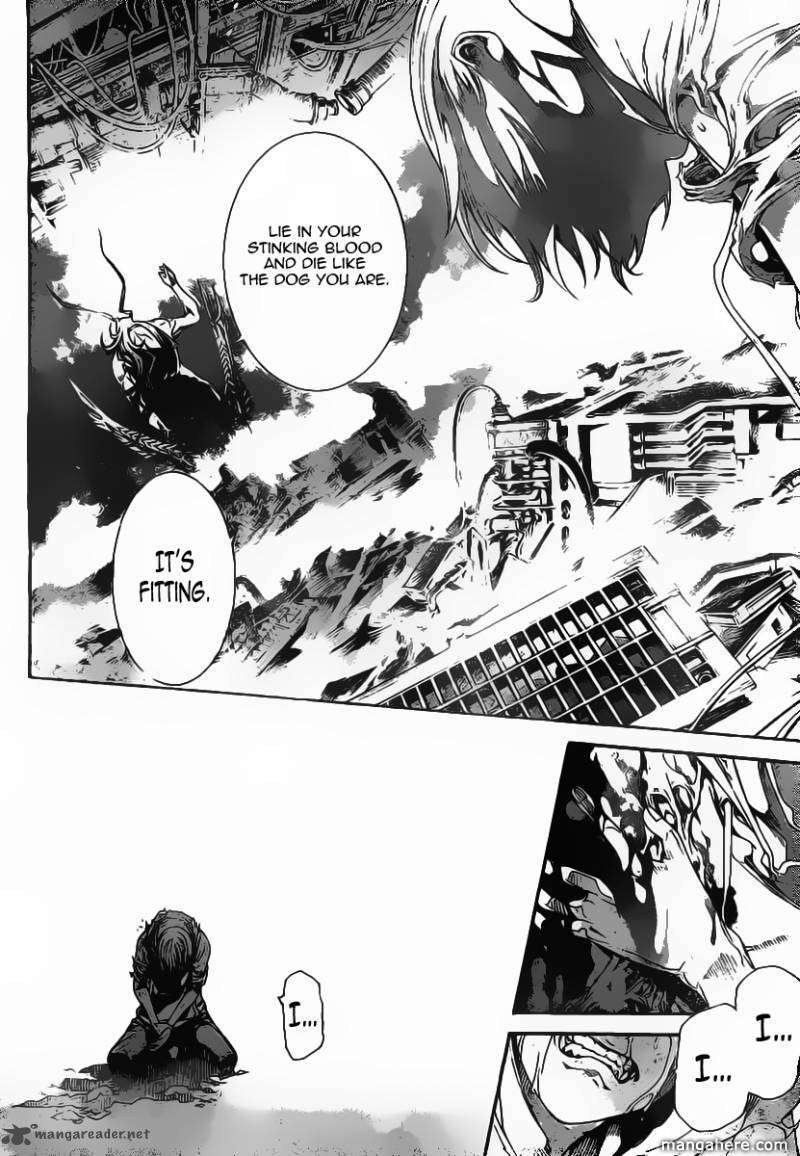 LIE IN YOUR
STINKING BLOOD
AND DIE LIKE
THE DOG YOU ARE.
IT'S
FITTING.
I...
I...
I...
mangareader.net
mangahere.com